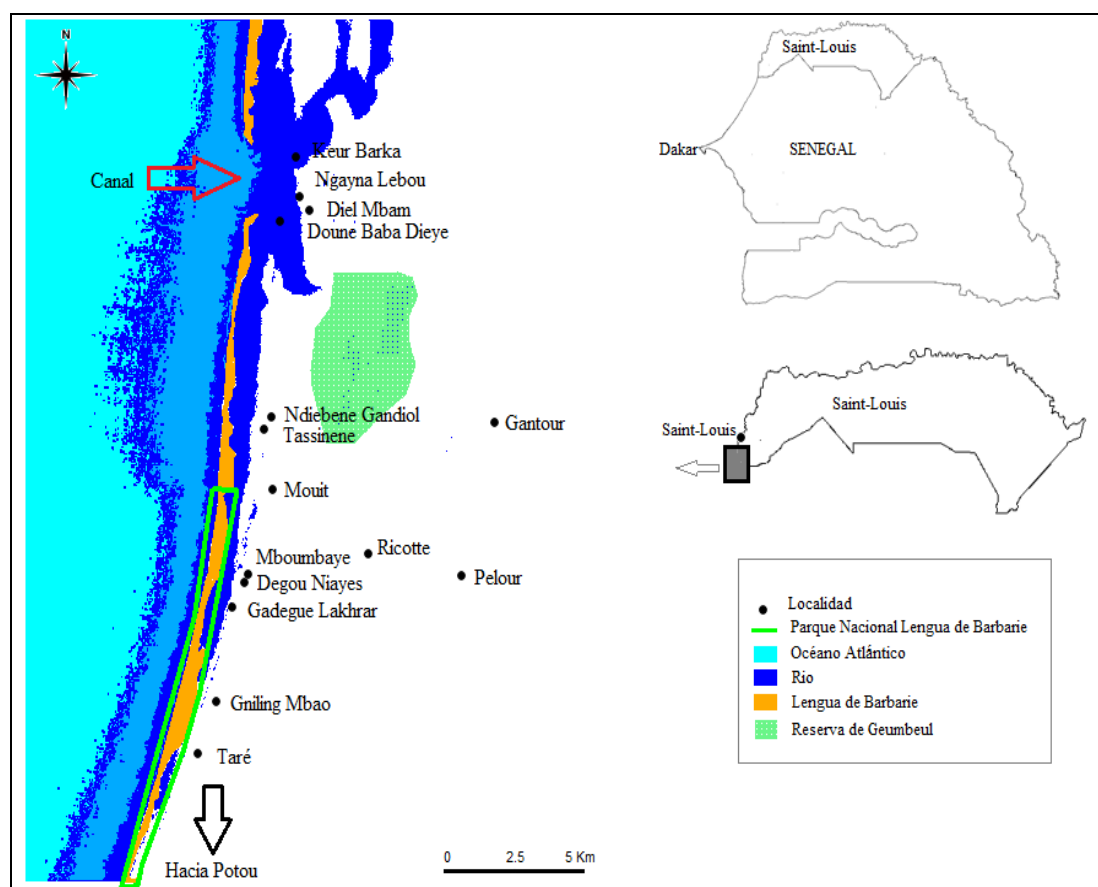 N
Canal
Keur Barka
Ngayna Lebou
Diel Mbam
Doune Baba Dieye
Ndiebene Gandiol
Tassinene
Gantour
Mouit
Mboumbaye
Ricotte
Degou Niayes
Pelour
Gadegue Lakhrar
Gniling Mbao
Taré
Hacia Potou
0 2.5 5 Km
Saint-Louis
Dakar
SENEGAL
Saint-Louis
Saint-Louis
Localidad
Parque Nacional Lengua de Barbarie
Océano Atlántico
Rio
Lengua de Barbarie
Reserva de Geumbeul